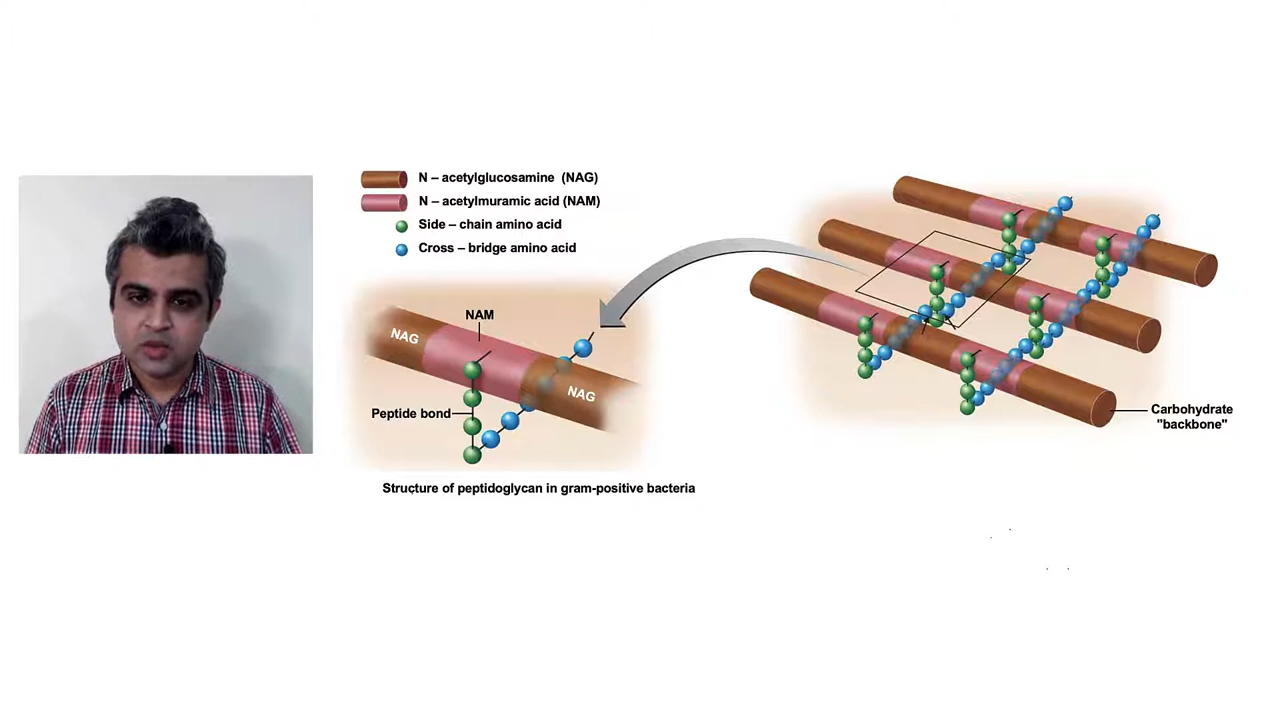 N – acetylglucosamine (NAG)
N – acetylmuramic acid (NAM)
Side – chain amino acid
Cross – bridge amino acid
NAM
NAG
NAG
Peptide bond
Structure of peptidoglycan in gram-positive bacteria
Carbohydrate
"backbone"